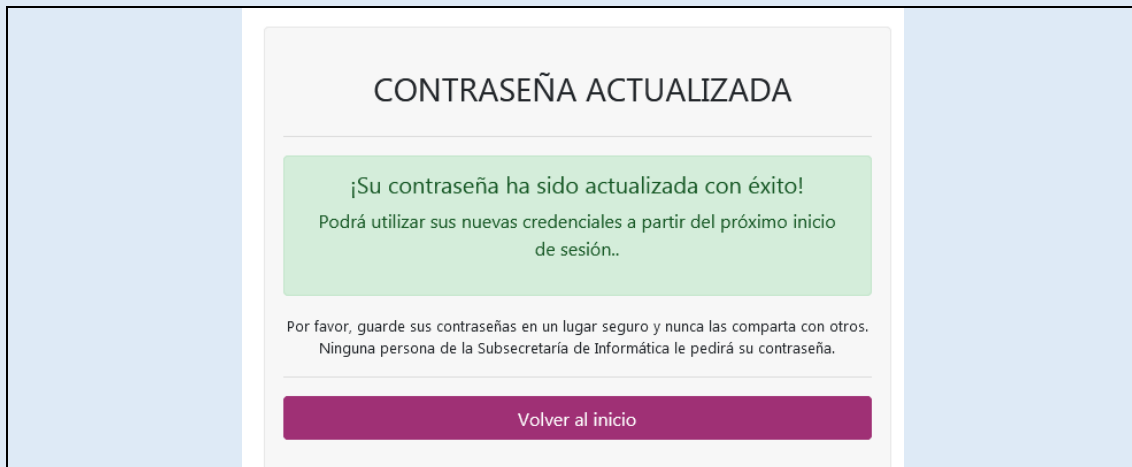 CONTRASEÑA ACTUALIZADA
¡Su contraseña ha sido actualizada con éxito!
Podrá utilizar sus nuevas credenciales a partir del próximo inicio
de sesión..
Por favor, guarde sus contraseñas en un lugar seguro y nunca las comparta con otros.
Ninguna persona de la Subsecretaría de Informática le pedirá su contraseña.
Volver al inicio